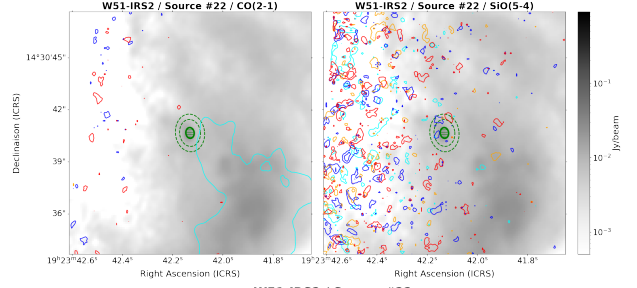 W51-IRS2 / Source #22 / CO(2-1)
W51-IRS2 / Source #22 / SiO(5-4)
14°30'45"
42"
39"
36"
Declinaison (ICRS)
19ʰ23ᵐ42.6ˢ 42.4ˢ 42.2ˢ 42.0ˢ 41.8ˢ
19ʰ23ᵐ42.6ˢ 42.4ˢ 42.2ˢ 42.0ˢ 41.8ˢ
Right Ascension (ICRS)
Right Ascension (ICRS)
10⁻¹
10⁻²
10⁻³
Jy/beam